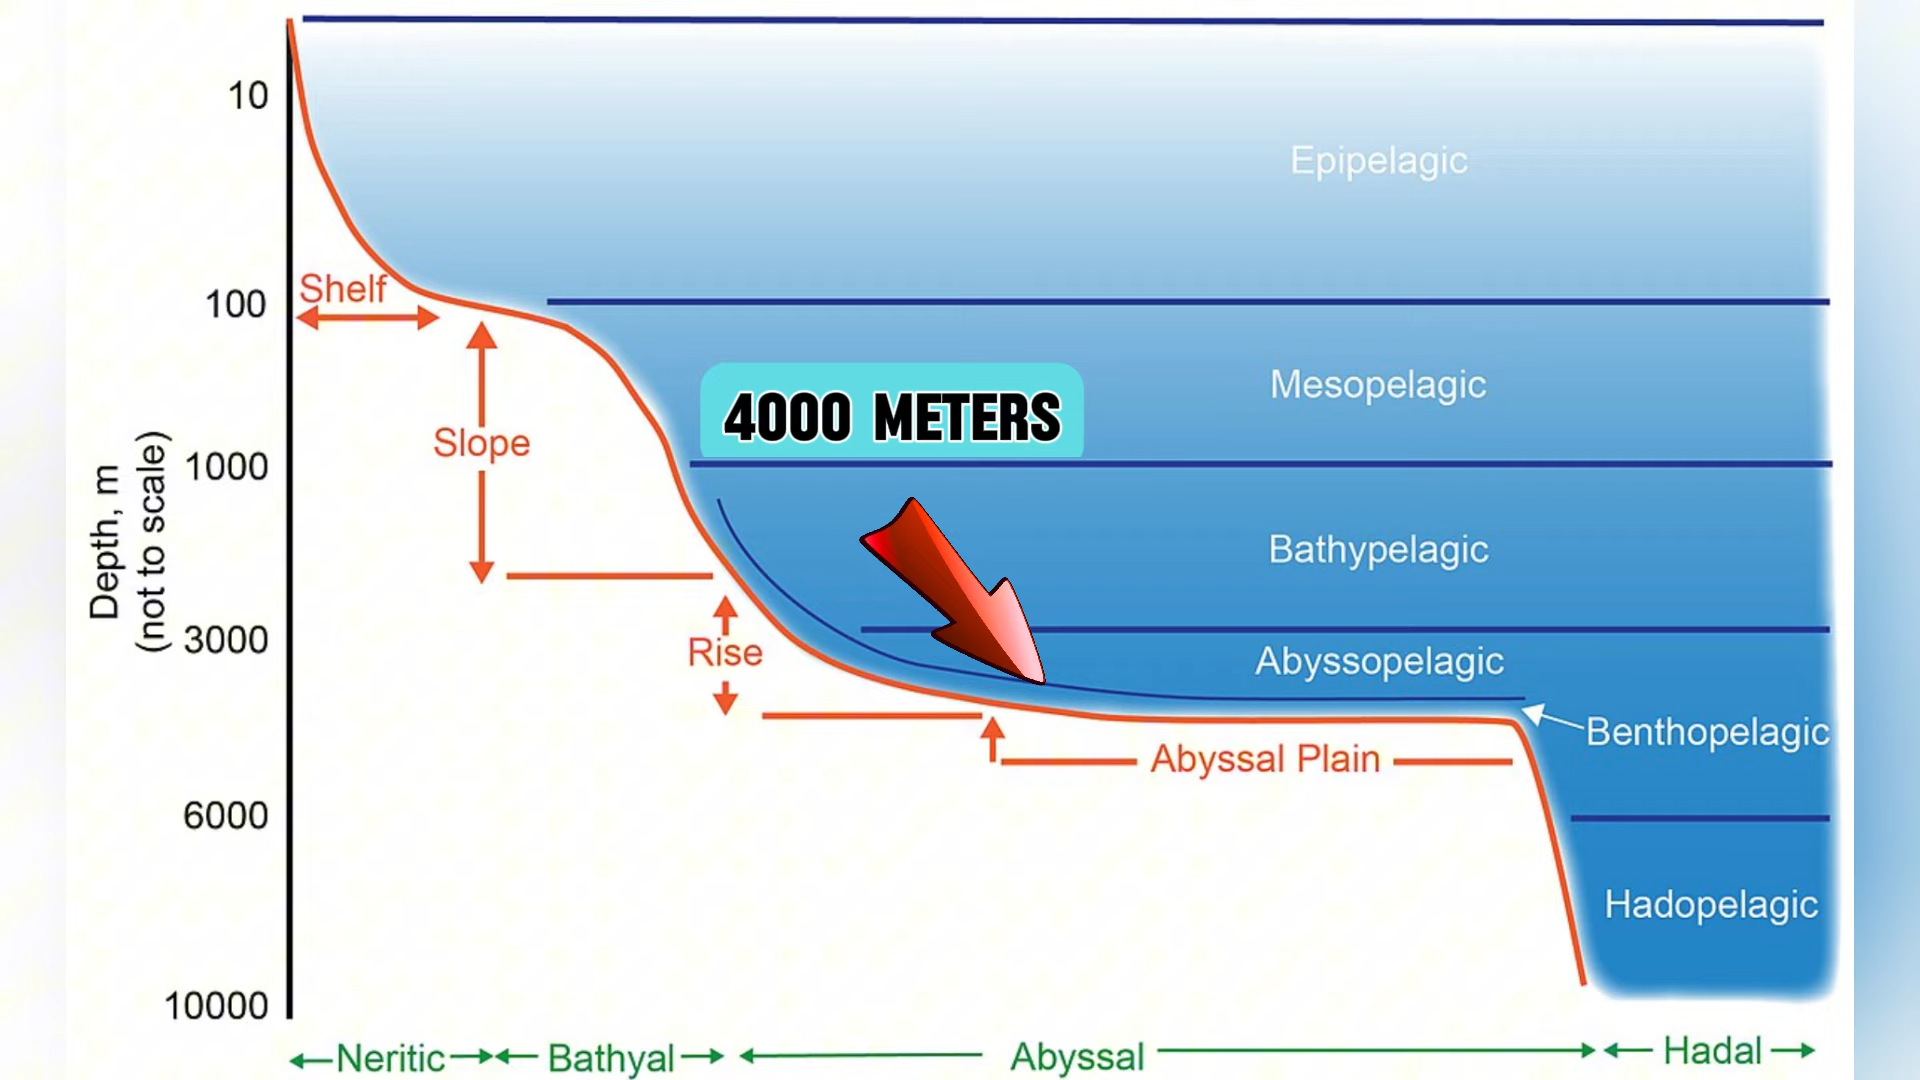 10
Epipelagic
Shelf
100
Mesopelagic
4000 METERS
Slope
1000
Depth, m
(not to scale)
Bathypelagic
3000
Rise
Abyssopelagic
Benthopelagic
Abyssal Plain
6000
Hadopelagic
10000
Neritic
Bathyal
Abyssal
Hadal